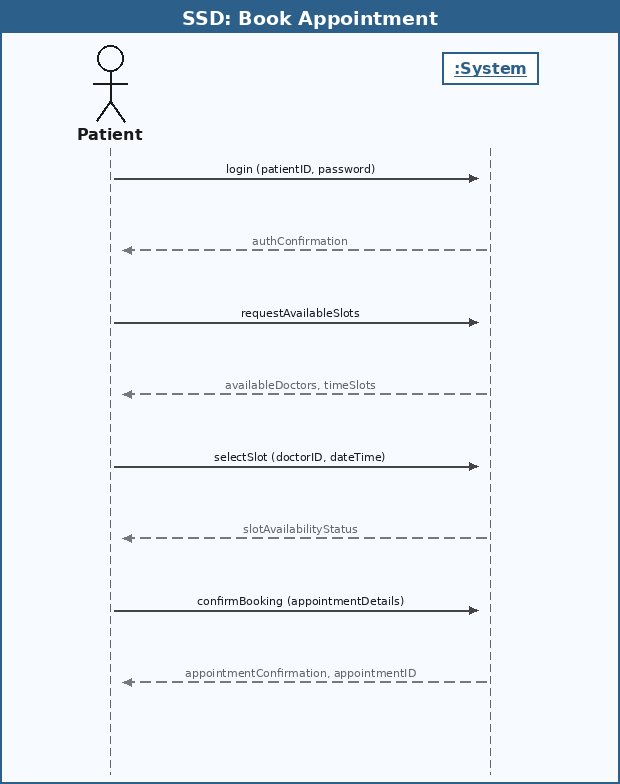 SSD: Book Appointment
:System
Patient
login (patientID, password)
authConfirmation
requestAvailableSlots
availableDoctors, timeSlots
selectSlot (doctorID, dateTime)
slotAvailabilityStatus
confirmBooking (appointmentDetails)
appointmentConfirmation, appointmentID